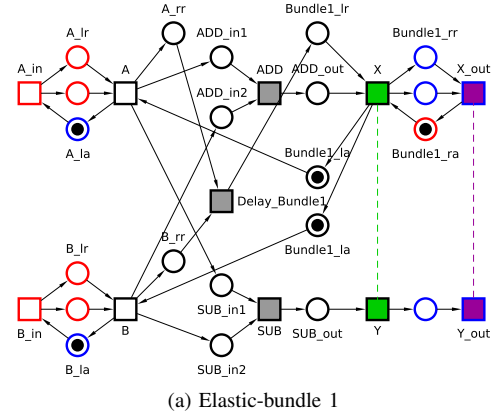 A_rr
Bundle1_lr
A_lr
ADD_in1
Bundle1_rr
A_in
A
ADD
ADD_out
X
X_out
ADD_in2
A_la
Bundle1_la
Bundle1_ra
Delay_Bundle1
B_rr
Bundle1_la
B_lr
SUB_in1
B_in
B
SUB
SUB_out
Y
Y_out
B_la
SUB_in2
(a) Elastic-bundle 1